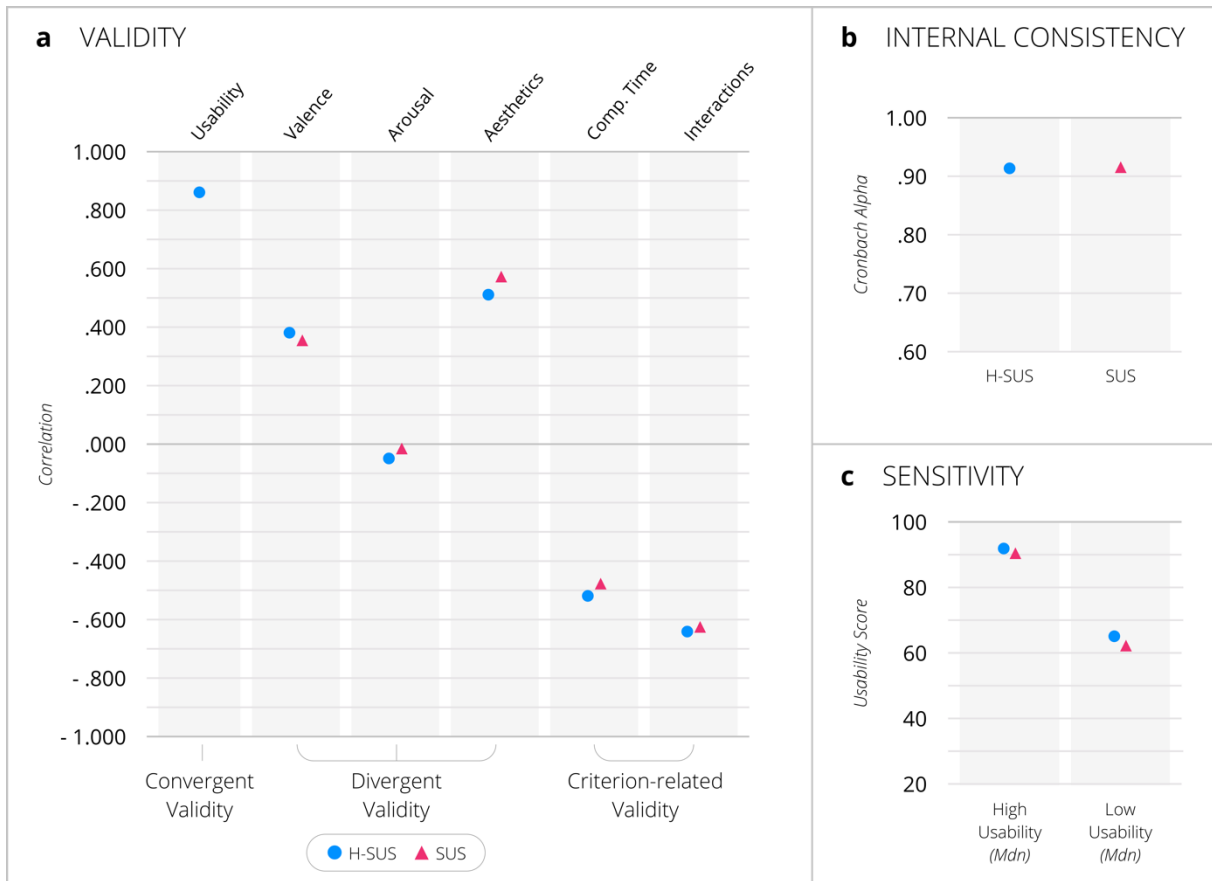 a VALIDITY
Usability
Valence
Arousal
Aesthetics
Comp. Time
Interactions
1.000
.800
.600
.400
.200
.000
- .200
- .400
- .600
- .800
- 1.000
Correlation
Convergent
Validity
Divergent
Validity
Criterion-related
Validity
H-SUS SUS
b INTERNAL CONSISTENCY
1.00
.90
.80
.70
.60
Cronbach Alpha
H-SUS SUS
c SENSITIVITY
100
80
60
40
20
Usability Score
High
Usability
(Mdn)
Low
Usability
(Mdn)